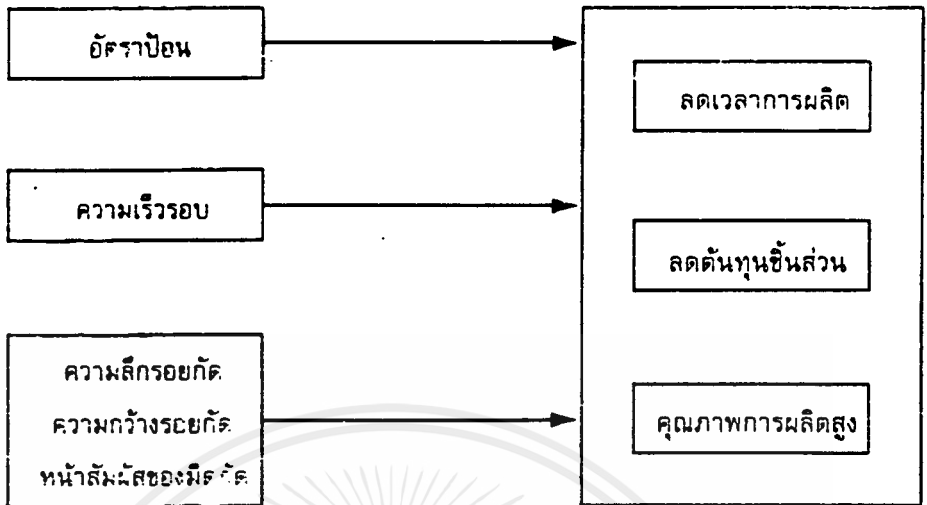 อัตราป้อน
ความเร็วรอบ
ความลึกรอยกัด
ความกว้างรอยกัด
หน้าสัมผัสของมีดกัด
ลดเวลาการผลิต
ลดต้นทุนชิ้นส่วน
คุณภาพการผลิตสูง